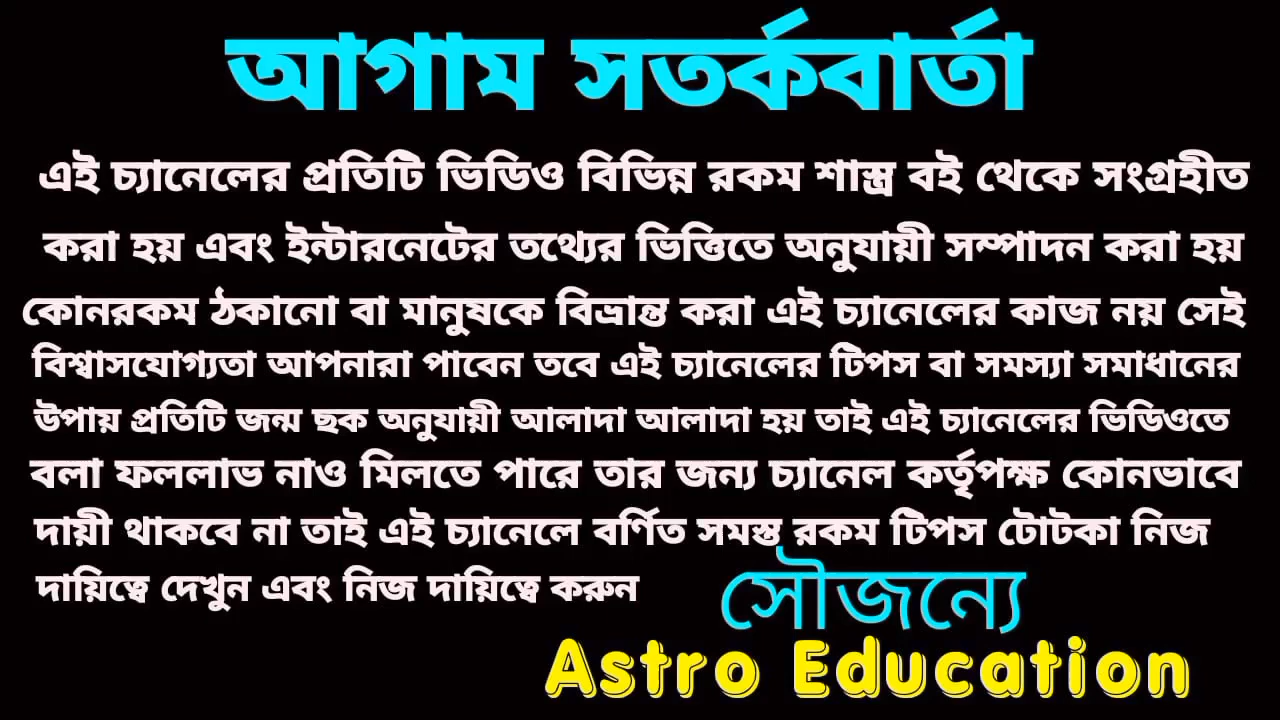 আগাম সতর্কবার্তা
এই চ্যানেলের প্রতিটি ভিডিও বিভিন্ন রকম শাস্ত্র বই থেকে সংগ্রহীত
করা হয় এবং ইন্টারনেটের তথ্যের ভিত্তিতে অনুযায়ী সম্পাদন করা হয়
কোনরকম ঠকানো বা মানুষকে বিভ্রান্ত করা এই চ্যানেলের কাজ নয় সেই
বিশ্বাসযোগ্যতা আপনারা পাবেন তবে এই চ্যানেলের টিপস বা সমস্যা সমাধানের
উপায় প্রতিটি জন্ম ছক অনুযায়ী আলাদা আলাদা হয় তাই এই চ্যানেলের ভিডিওতে
বলা ফললাভ নাও মিলতে পারে তার জন্য চ্যানেল কর্তৃপক্ষ কোনভাবে
দায়ী থাকবে না তাই এই চ্যানেলে বর্ণিত সমস্ত রকম টিপস টোটকা নিজ
দায়িত্বে দেখুন এবং নিজ দায়িত্বে করুন
সৌজন্যে
Astro Education